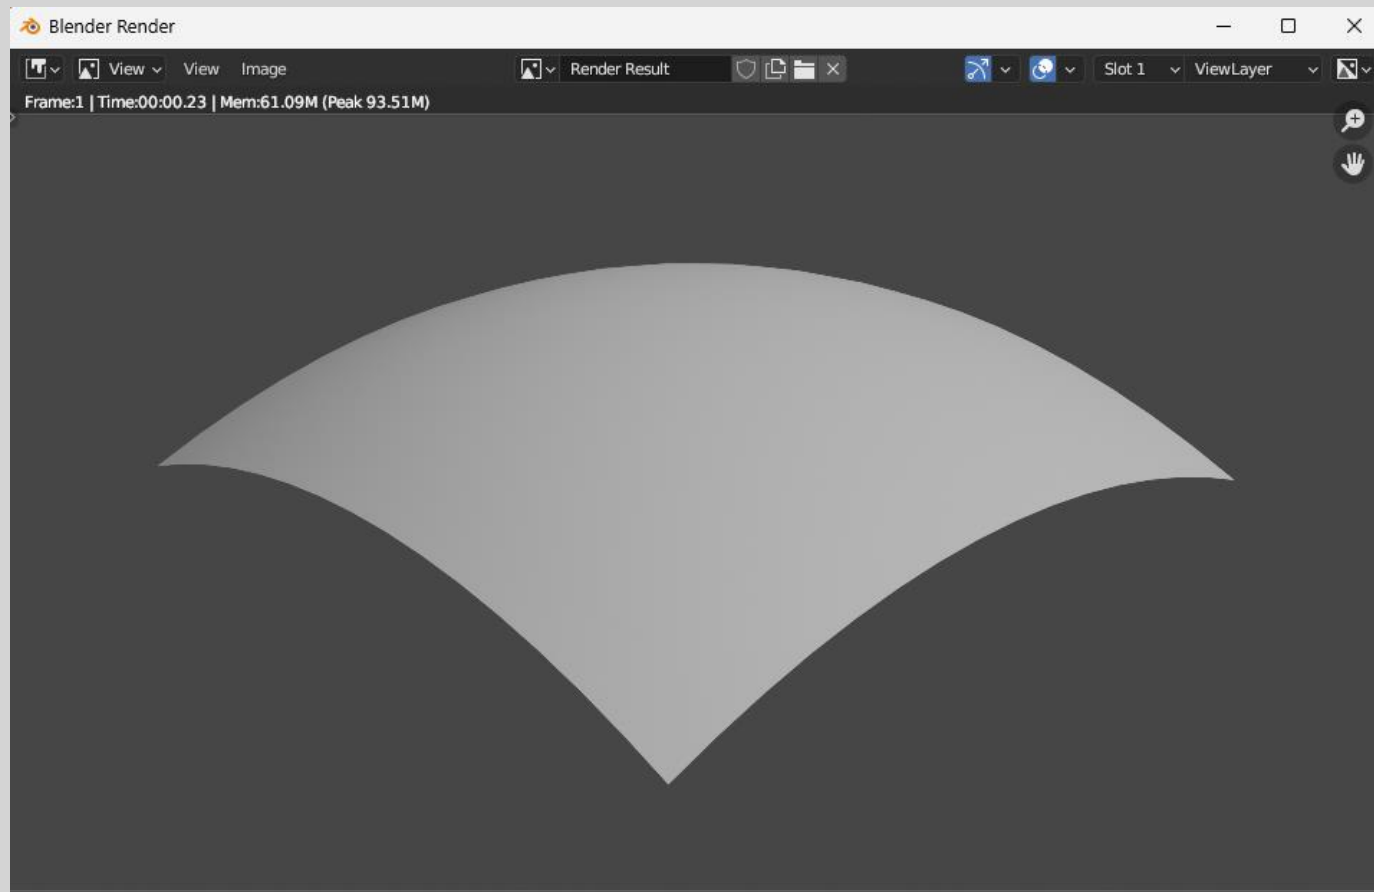 Blender Render
View View Image Render Result Slot 1 ViewLayer
Frame:1 | Time:00:00.23 | Mem:61.09M (Peak 93.51M)